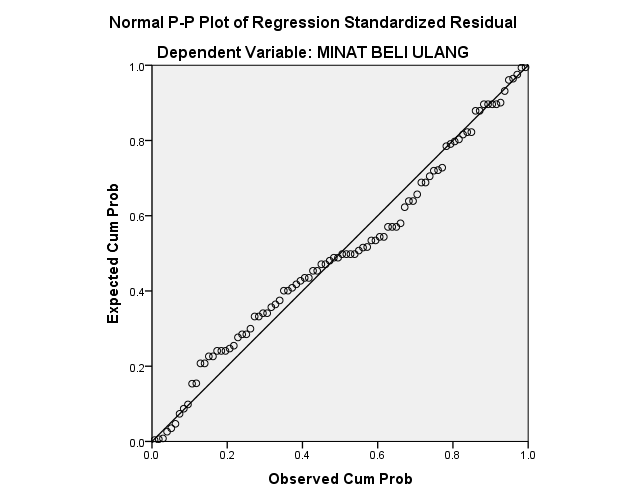 Normal P-P Plot of Regression Standardized Residual
Dependent Variable: MINAT BELI ULANG
1.0
0.8
0.6
0.4
0.2
0.0
Expected Cum Prob
0.0 0.2 0.4 0.6 0.8 1.0
Observed Cum Prob